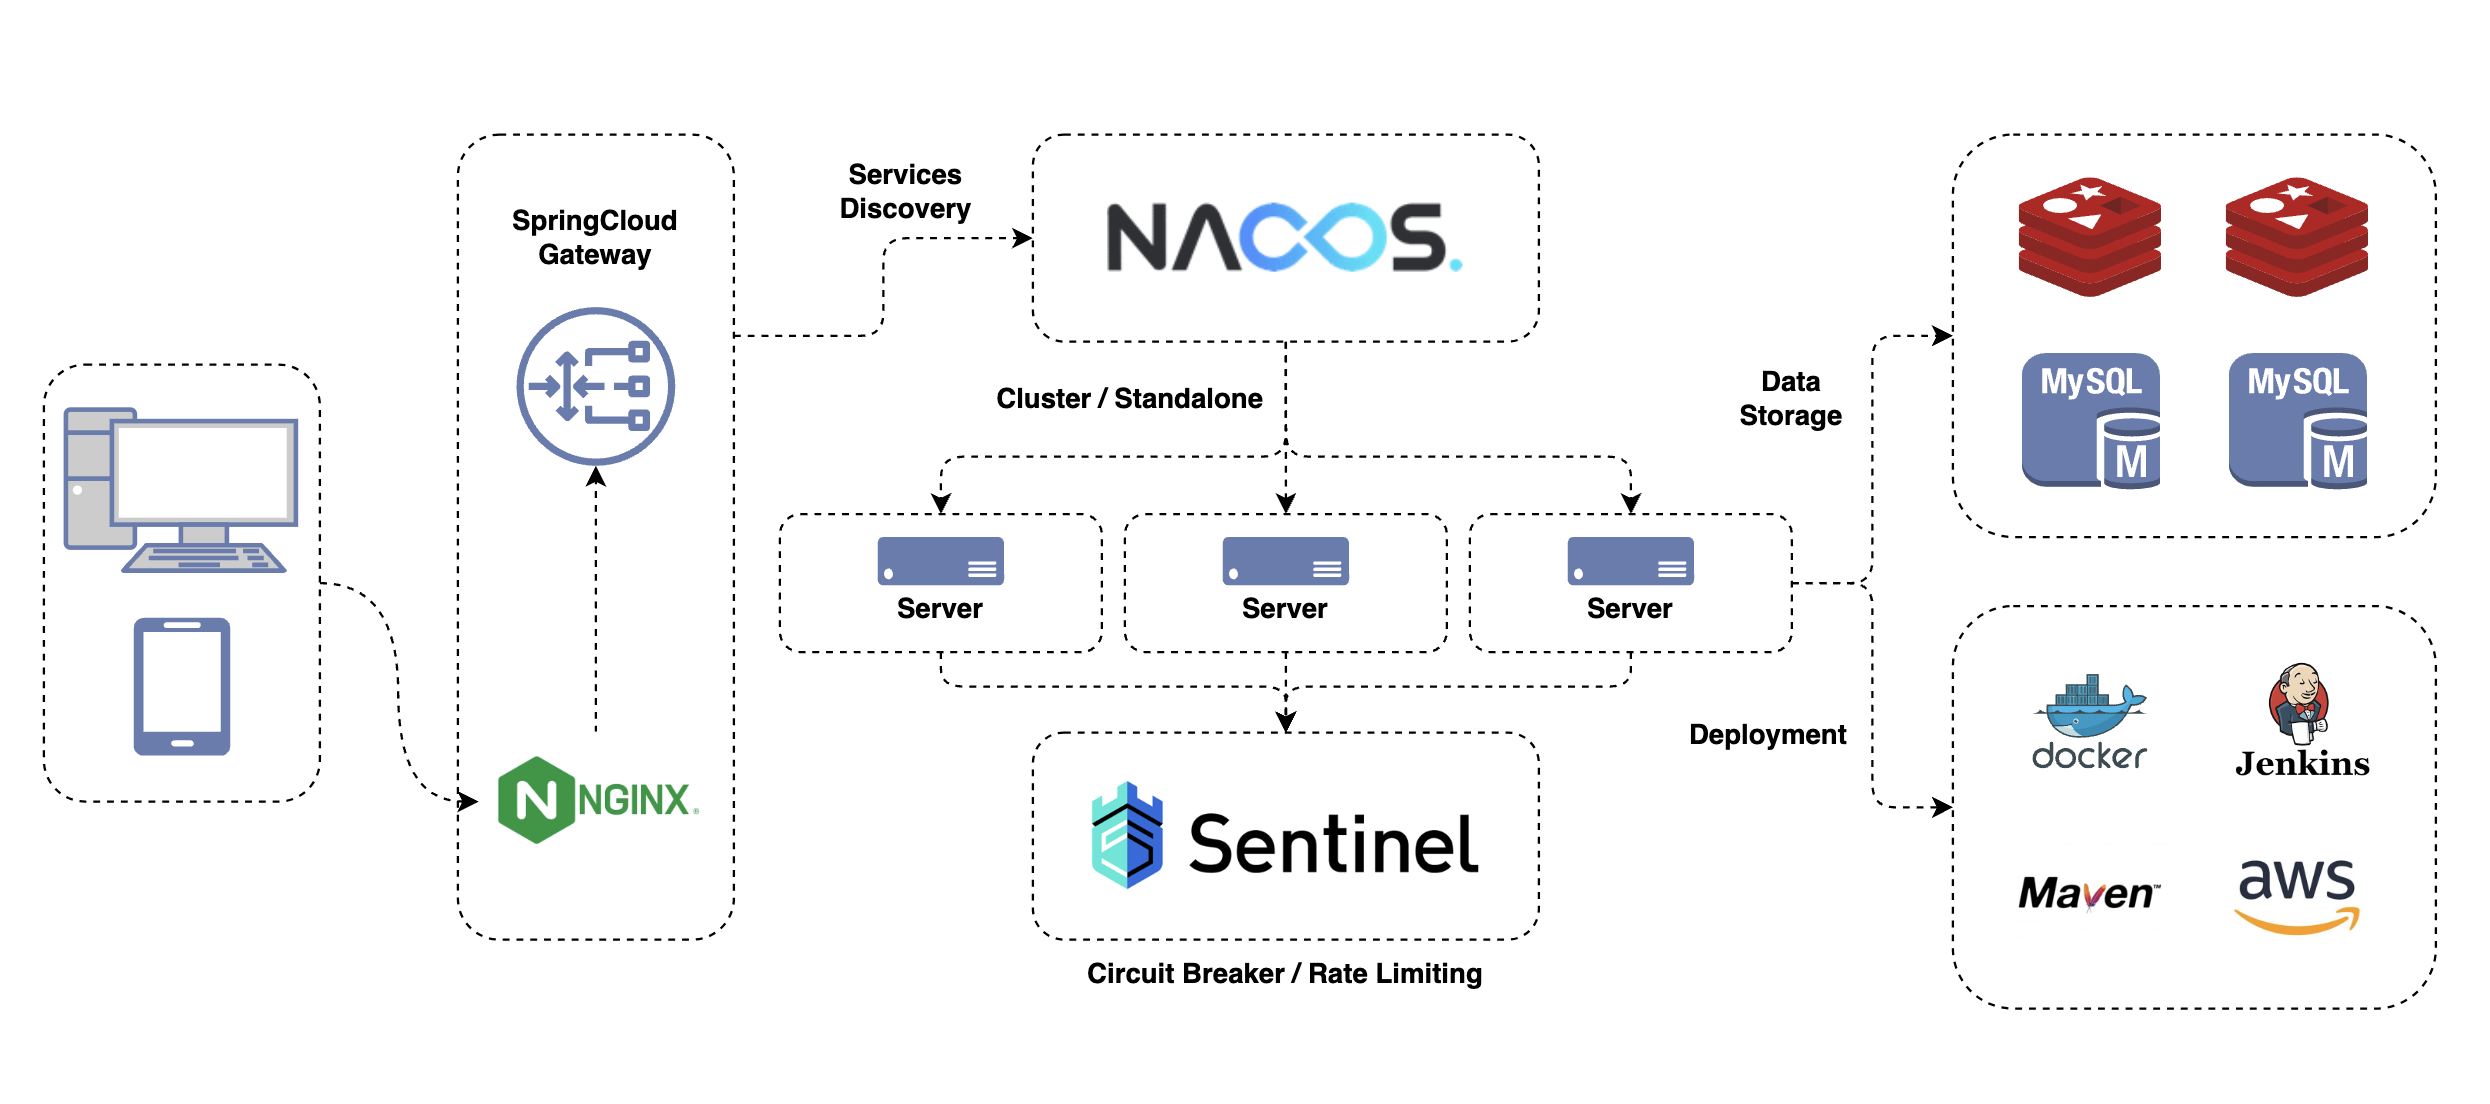 SpringCloud
Gateway
NGINX®
Services
Discovery
NACOS.
Cluster / Standalone
Server
Server
Server
Sentinel
Circuit Breaker / Rate Limiting
Data
Storage
MySQL
M
MySQL
M
Deployment
docker
Jenkins
Maven™
aws